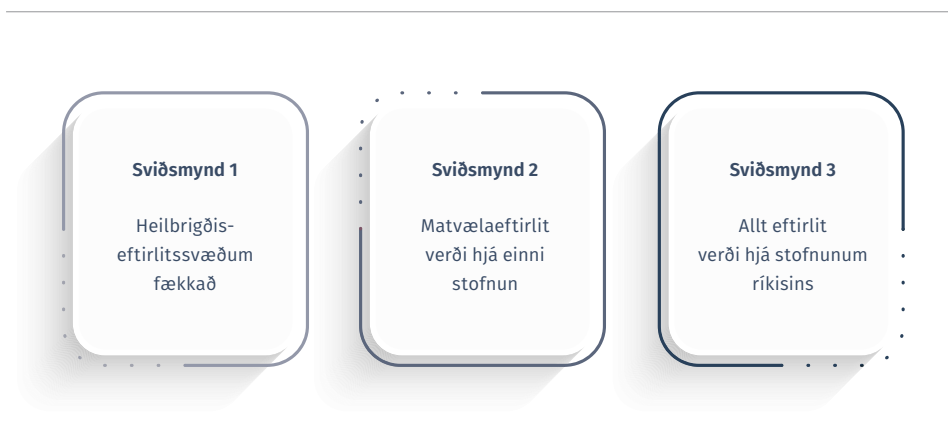 Sviðsmynd 1
Heilbrigðis-
eftirlitssvæðum
fækkað
Sviðsmynd 2
Matvælaeftirlit
verði hjá einni
stofnun
Sviðsmynd 3
Allt eftirlit
verði hjá stofnunum
ríkisins